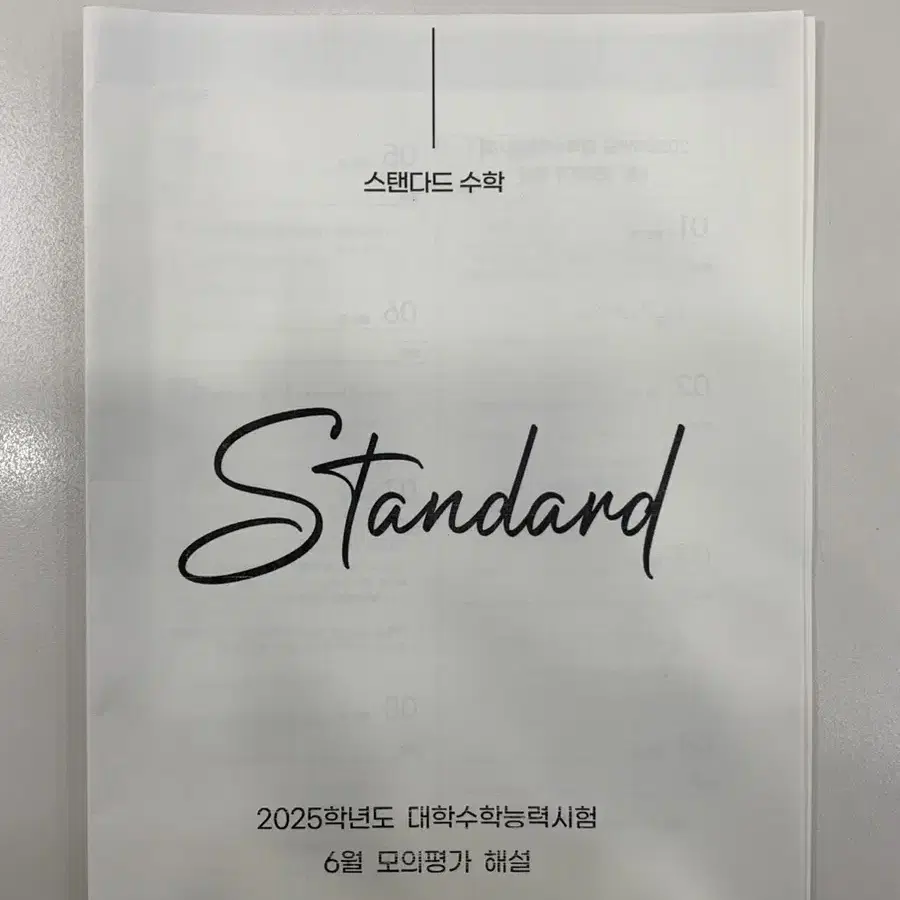 스탠다드 수학
Standard
2025학년도 대학수학능력시험
6월 모의평가 해설